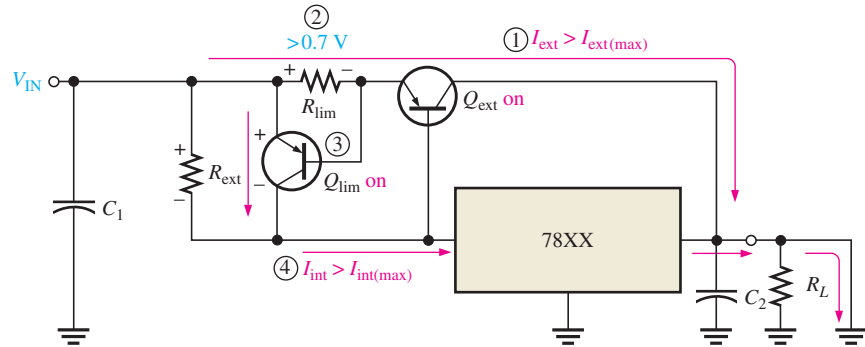 ②
>0.7 V
① I_ext > I_ext(max)
V_IN
+ −
R_lim
Q_ext on
+
③
+
R_ext
−
−
Q_lim on
C_1
78XX
④ I_int > I_int(max)
C_2
R_L